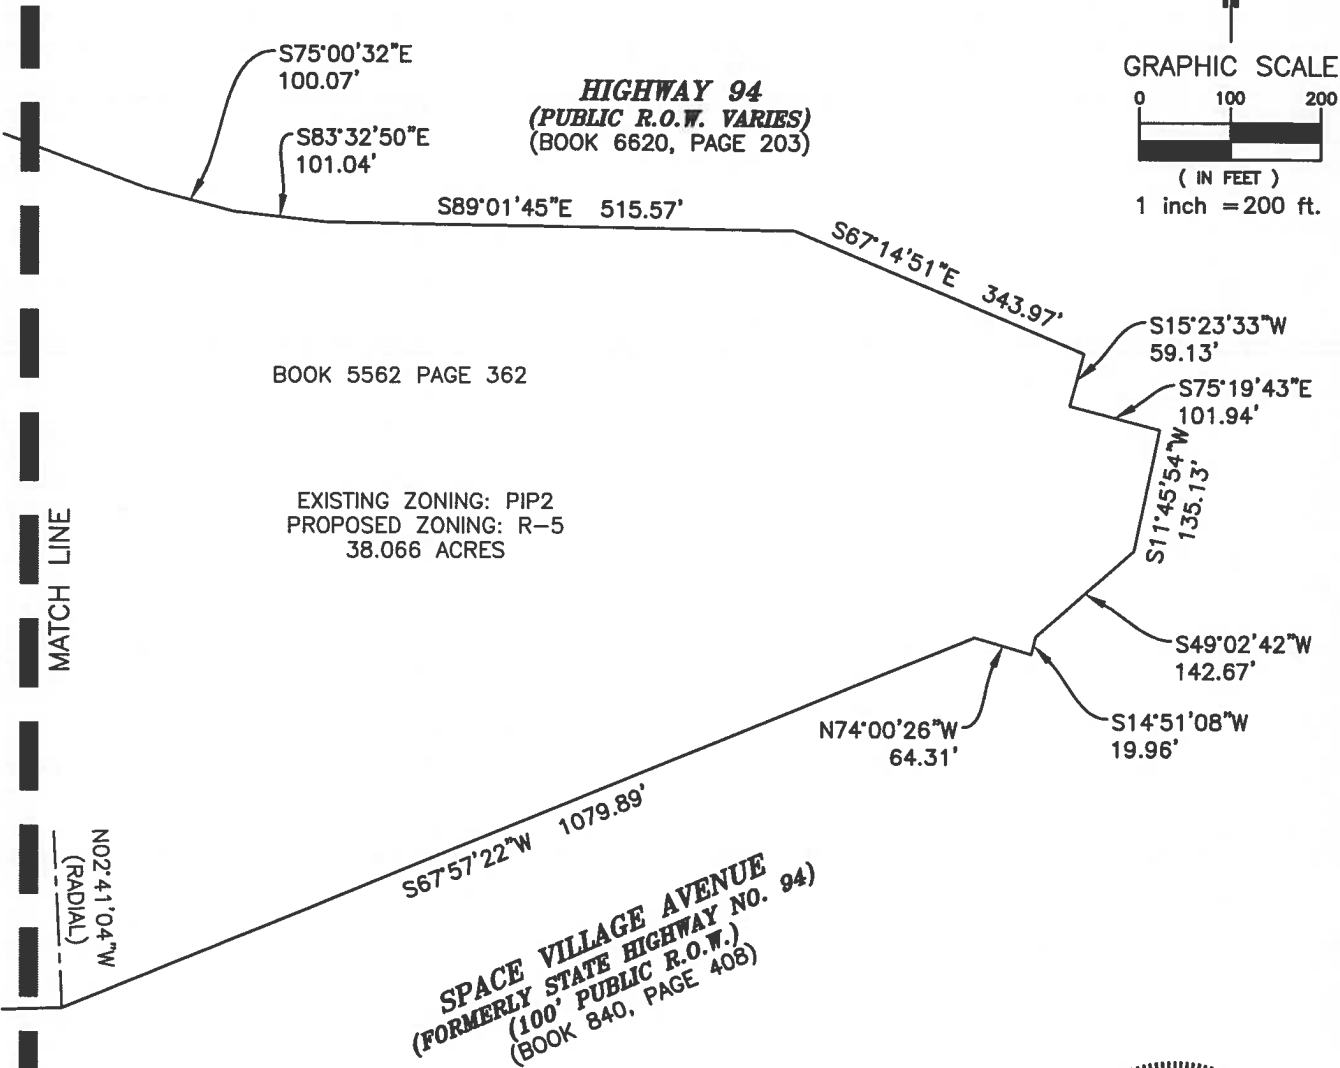 S75°00'32"E
100.07'
HIGHWAY 94
(PUBLIC R.O.W. VARIES)
(BOOK 6620, PAGE 203)
GRAPHIC SCALE
0 100 200
( IN FEET )
1 inch = 200 ft.
S83°32'50"E
101.04'
S89°01'45"E 515.57'
S67°14'51"E 343.97'
S15°23'33"W
59.13'
S75°19'43"E
101.94'
BOOK 5562 PAGE 362
S11°45'54"W
135.13'
EXISTING ZONING: PIP2
PROPOSED ZONING: R-5
38.066 ACRES
MATCH LINE
S49°02'42"W
142.67'
S14°51'08"W
19.96'
N74°00'26"W
64.31'
S67°57'22"W 1079.89'
N02°41'04"W
(RADIAL)
SPACE VILLAGE AVENUE
(FORMERLY STATE HIGHWAY NO. 94)
(100' PUBLIC R.O.W.)
(BOOK 840, PAGE 408)